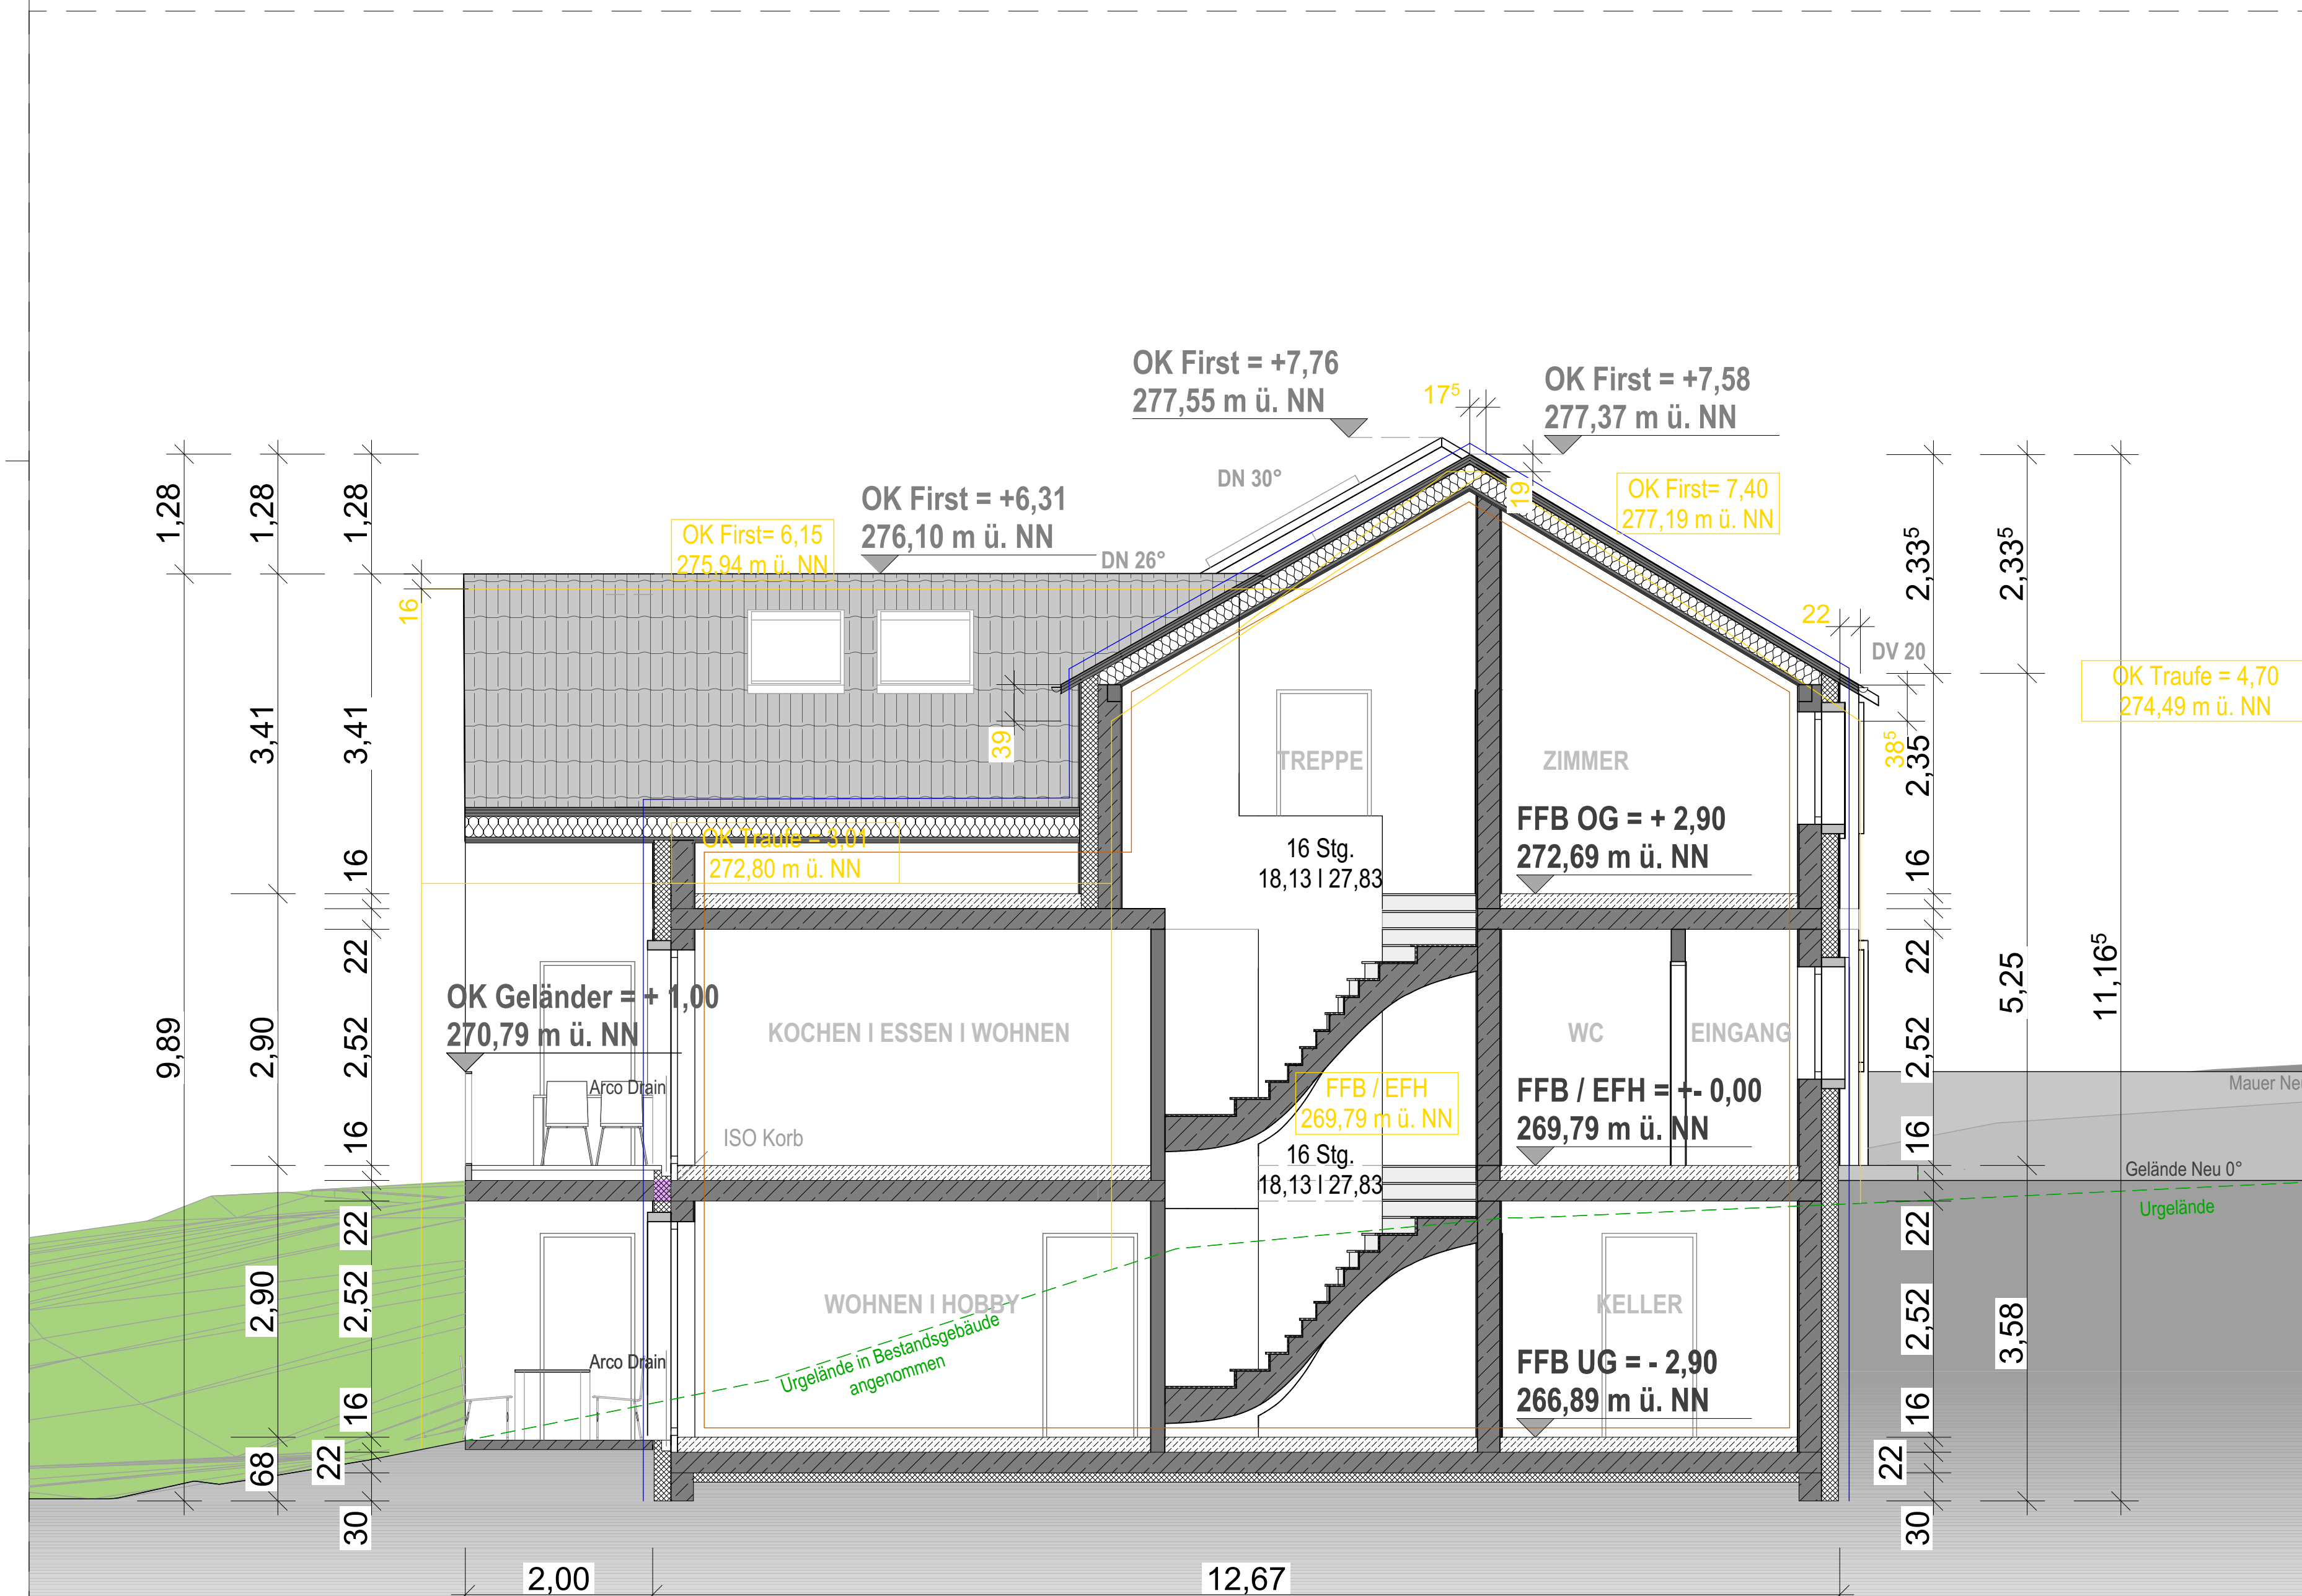 OK First = +7,76
277,55 m ü. NN
17⁵
OK First = +7,58
277,37 m ü. NN
DN 30°
19
OK First= 7,40
277,19 m ü. NN
OK First = +6,31
276,10 m ü. NN
OK First= 6,15
275,94 m ü. NN
DN 26°
1,28
1,28
1,28
16
3,41
3,41
39
9,89
2,90
16
22
2,52
16
2,90
22
2,52
16
68
22
30
22
DV 20
OK Traufe = 4,70
274,49 m ü. NN
38⁵
2,33⁵
2,33⁵
2,35
16
22
2,52
16
5,25
11,16⁵
22
2,52
3,58
16
22
30
TREPPE
ZIMMER
FFB OG = + 2,90
272,69 m ü. NN
OK Traufe = 3,01
272,80 m ü. NN
16 Stg.
18,13 I 27,83
OK Geländer = + 1,00
270,79 m ü. NN
KOCHEN I ESSEN I WOHNEN
WC
EINGANG
Arco Drain
ISO Korb
FFB / EFH
269,79 m ü. NN
FFB / EFH = +- 0,00
269,79 m ü. NN
16 Stg.
18,13 I 27,83
Mauer Neu
Gelände Neu 0°
Urgelände
WOHNEN I HOBBY
KELLER
Urgelände in Bestandsgebäude
angenommen
Arco Drain
FFB UG = - 2,90
266,89 m ü. NN
2,00
12,67